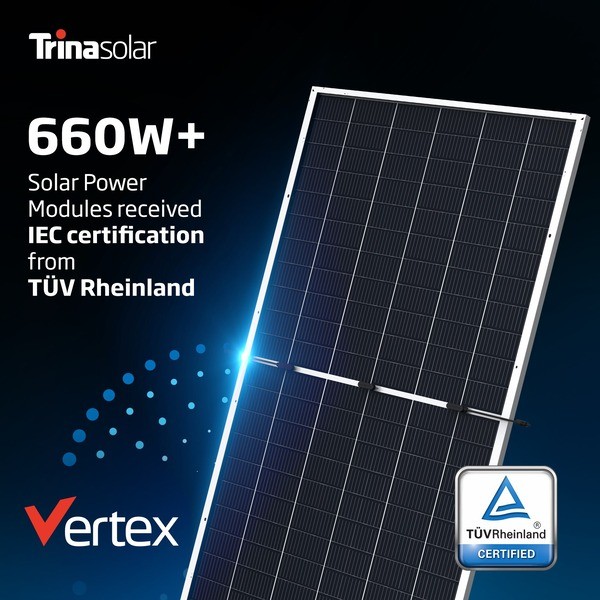 Trinasolar
660W+
Solar Power
Modules received
IEC certification
from
TÜV Rheinland
Vertex
TÜVRheinland®
CERTIFIED